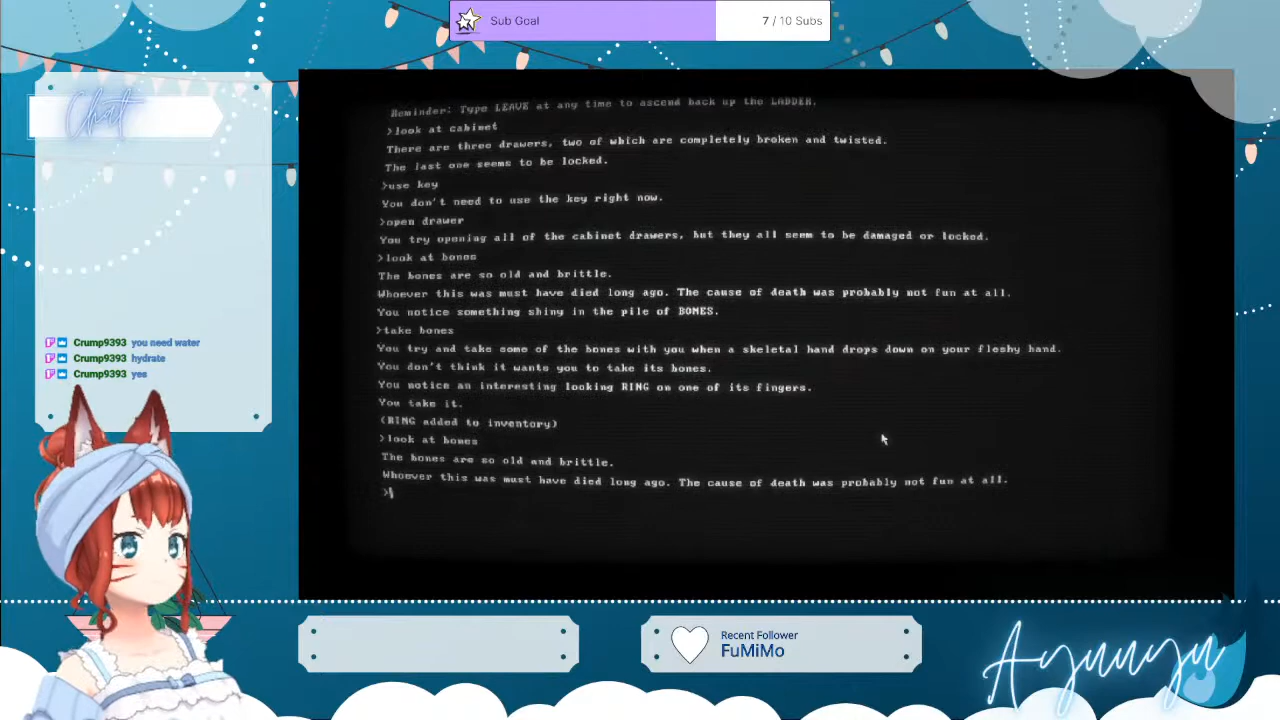 Sub Goal
7 / 10 Subs
Chat
Reminder: Type LEAVE at any time to ascend back up the LADDER.
>look at cabinet
There are three drawers, two of which are completely broken and twisted.
The last one seems to be locked.
>use key
You don't need to use the key right now.
>open drawer
You try opening all of the cabinet drawers, but they all seem to be damaged or locked.
>look at bones
The bones are so old and brittle.
Whoever this was must have died long ago. The cause of death was probably not fun at all.
You notice something shiny in the pile of BONES.
>take bones
You try and take some of the bones with you when a skeletal hand drops down on your fleshy hand.
You don't think it wants you to take its bones.
You notice an interesting looking RING on one of its fingers.
You take it.
(RING added to inventory)
>look at bones
The bones are so old and brittle.
Whoever this was must have died long ago. The cause of death was probably not fun at all.
>
Crump9393 you need water
Crump9393 hydrate
Crump9393 yes
Recent Follower
FuMiMo
Ayunyu